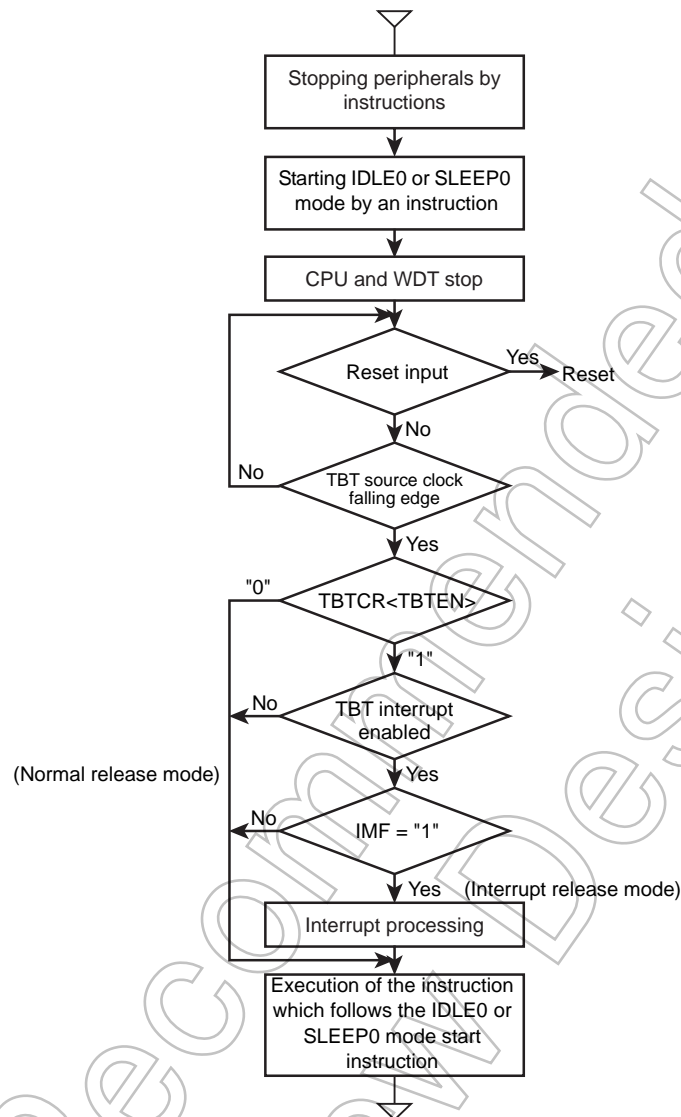 Stopping peripherals by
instructions
Starting IDLE0 or SLEEP0
mode by an instruction
CPU and WDT stop
Reset input
Yes
Reset
No
No
TBT source clock
falling edge
Yes
"0"
TBTCR<TBTEN>
"1"
No
TBT interrupt
enabled
(Normal release mode)
Yes
No
IMF = "1"
Yes
(Interrupt release mode)
Interrupt processing
Execution of the instruction
which follows the IDLE0 or
SLEEP0 mode start
instruction